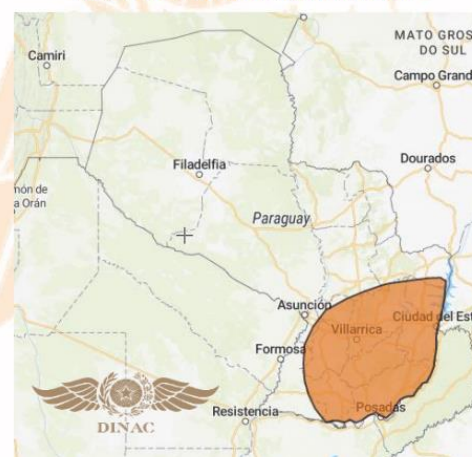 MATO GROS
DO SUL
Camiri
Campo Grand
Filadelfia
Dourados
món de
a Orán
Paraguay
Asunción
Ciudad del Est
Villarrica
Formosa
Resistencia
Posadas
DINAC